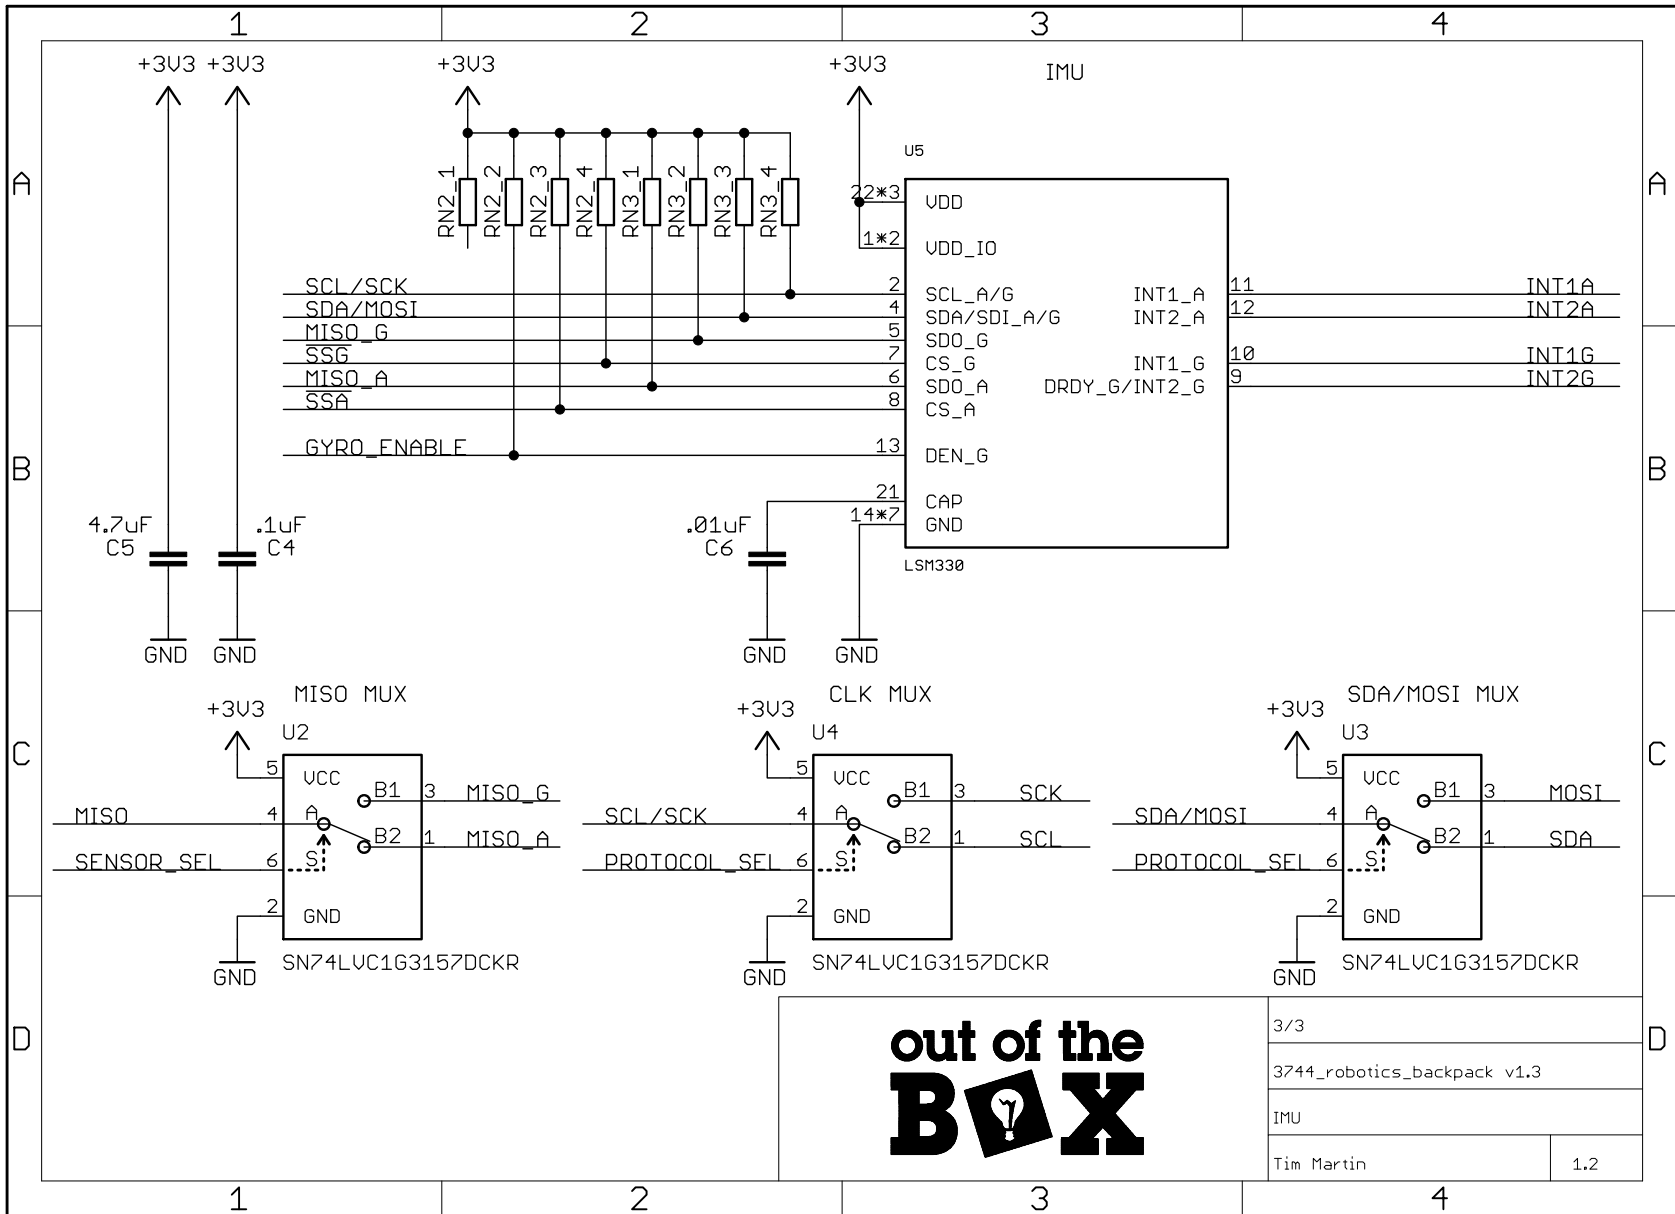 1 2 3 4
+3V3 +3V3 +3V3 +3V3 IMU
A A
RN2_1 RN2_2 RN2_3 RN2_4 RN3_1 RN3_2 RN3_3 RN3_4
U5
22*3 VDD
1*2 VDD_IO
SCL/SCK 2 SCL_A/G INT1_A 11 INT1A
SDA/MOSI 4 SDA/SDI_A/G INT2_A 12 INT2A
MISO_G 5 SDO_G
SSG 7 CS_G INT1_G 10 INT1G
MISO_A 6 SDO_A DRDY_G/INT2_G 9 INT2G
SSA 8 CS_A
GYRO_ENABLE 13 DEN_G
B B
21 CAP
14*7 GND
4.7uF .1uF .01uF
C5 C4 C6
LSM330
GND GND GND GND
MISO MUX CLK MUX SDA/MOSI MUX
+3V3 +3V3 +3V3
U2 U4 U3
C C
5 VCC 5 VCC 5 VCC
B1 3 MISO_G B1 3 SCK B1 3 MOSI
MISO 4 A SCL/SCK 4 A SDA/MOSI 4 A
B2 1 MISO_A B2 1 SCL B2 1 SDA
SENSOR_SEL 6 S PROTOCOL_SEL 6 S PROTOCOL_SEL 6 S
2 GND 2 GND 2 GND
GND GND GND
SN74LVC1G3157DCKR SN74LVC1G3157DCKR SN74LVC1G3157DCKR
D D
out of the
BOX
3/3
3744_robotics_backpack v1.3
IMU
Tim Martin 1.2
1 2 3 4